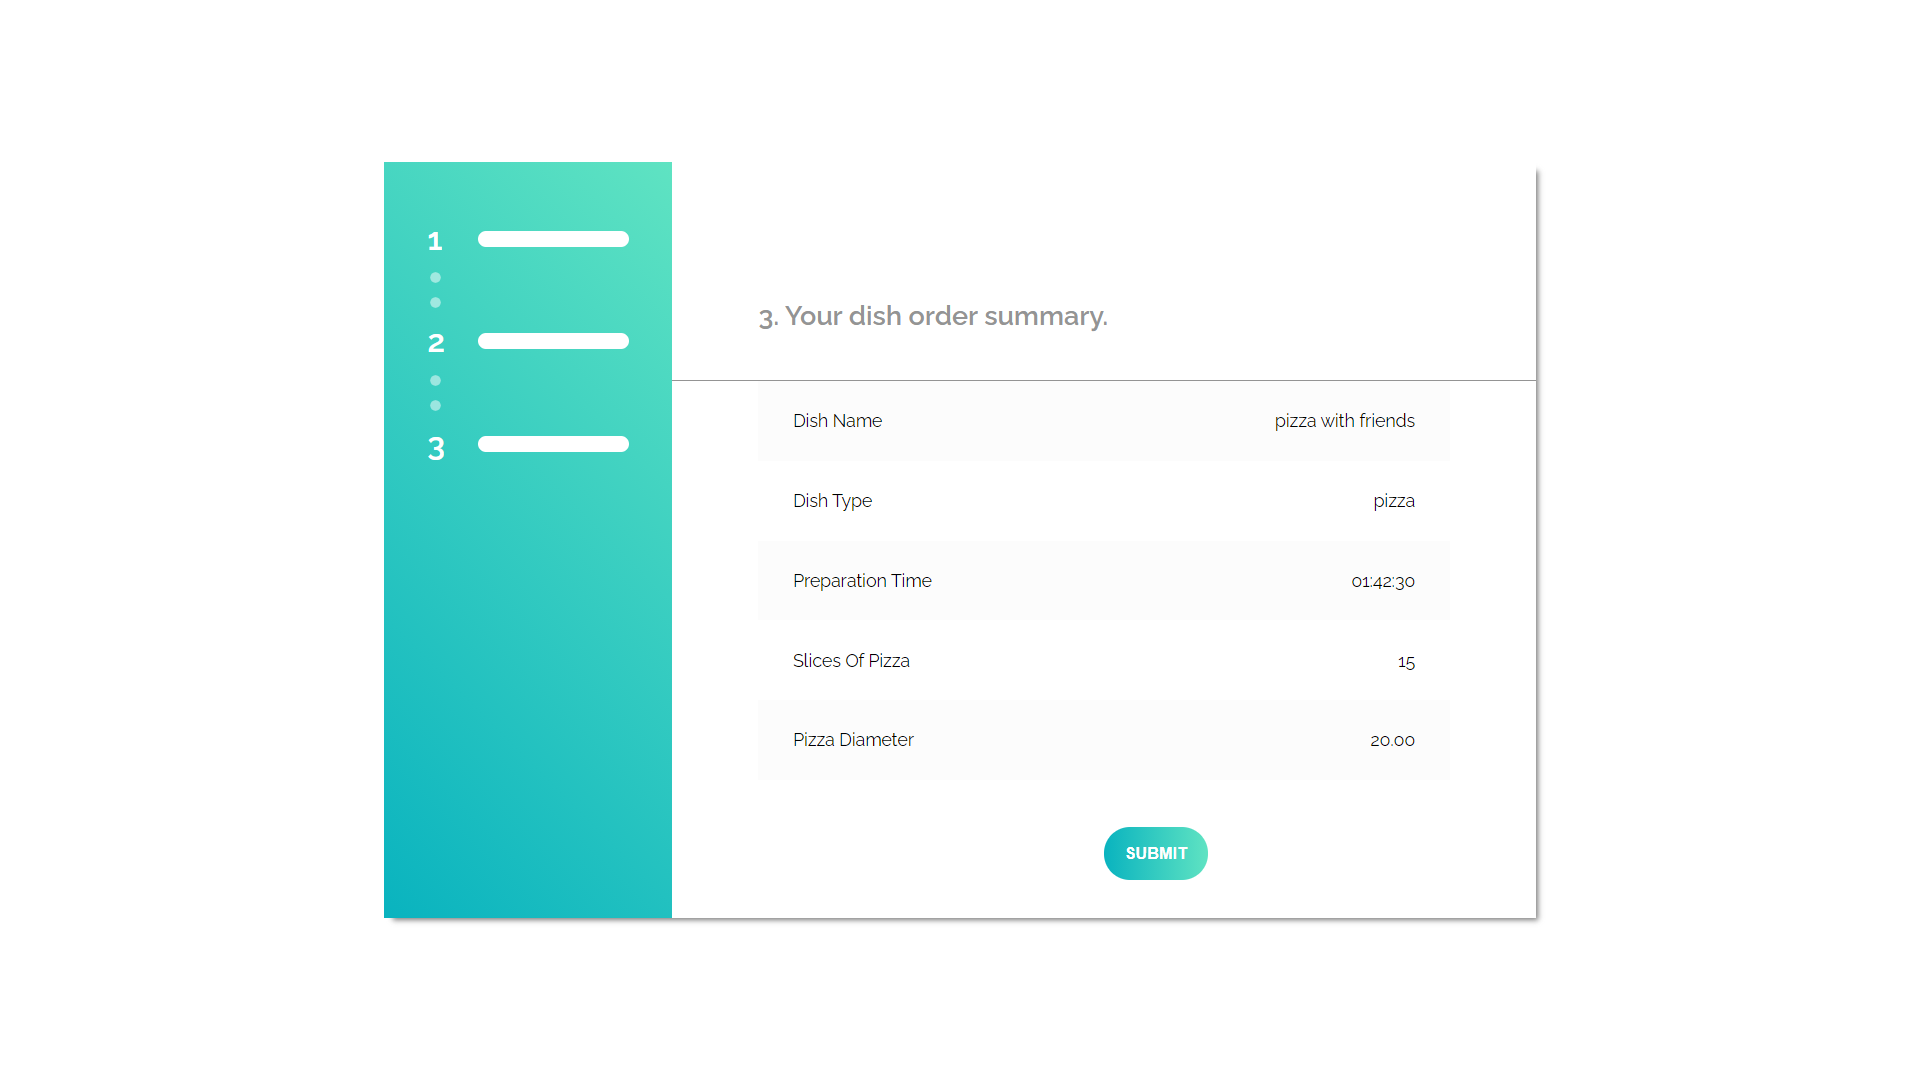 1
2
3
3. Your dish order summary.
Dish Name pizza with friends
Dish Type pizza
Preparation Time 01:42:30
Slices Of Pizza 15
Pizza Diameter 20.00
SUBMIT